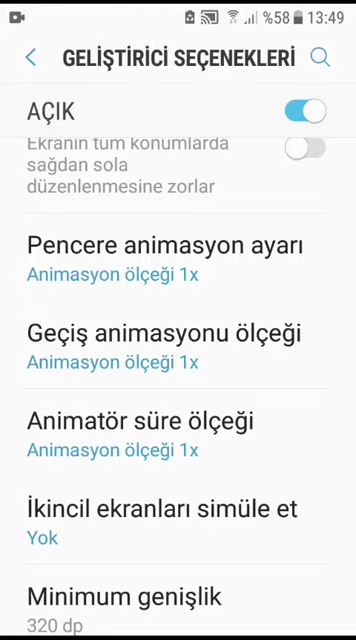 %58 13:49
GELİŞTİRİCİ SEÇENEKLERİ
AÇIK
Ekranın tüm konumlarda
sağdan sola
düzenlenmesine zorlar
Pencere animasyon ayarı
Animasyon ölçeği 1x
Geçiş animasyonu ölçeği
Animasyon ölçeği 1x
Animatör süre ölçeği
Animasyon ölçeği 1x
İkincil ekranları simüle et
Yok
Minimum genişlik
320 dp